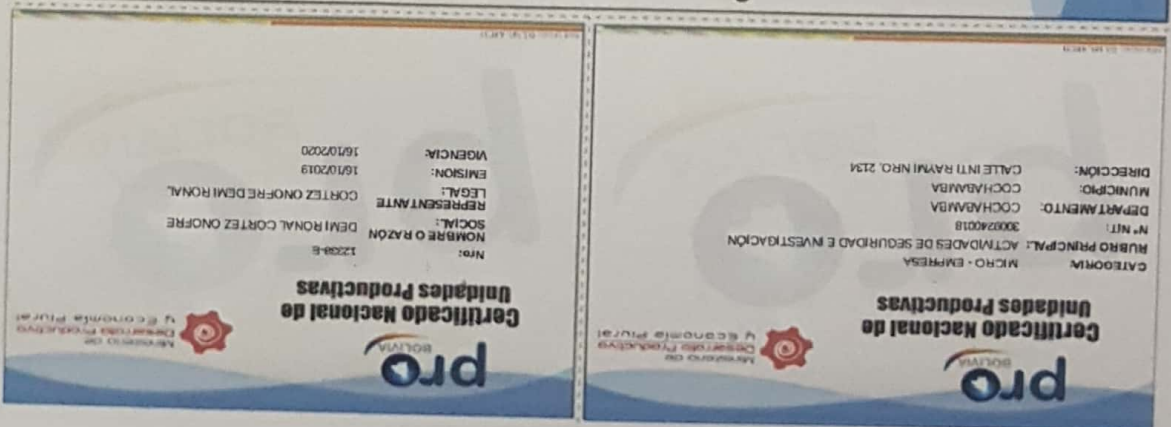 pro
BOLIVIA
Ministerio de
Desarrollo Productivo
y Economía Plural
Certificado Nacional de
Unidades Productivas
CATEGORIA: MICRO - EMPRESA
RUBRO PRINCIPAL: ACTIVIDADES DE SEGURIDAD E INVESTIGACIÓN
N° NIT: 3009740018
DEPARTAMENTO: COCHABAMBA
MUNICIPIO: COCHABAMBA
DIRECCIÓN: CALLE INTI RAYMI NRO. 2134
pro
BOLIVIA
Ministerio de
Desarrollo Productivo
y Economía Plural
Certificado Nacional de
Unidades Productivas
Nro: 12339-E
NOMBRE O RAZÓN
SOCIAL: DEMI RONAL CORTEZ ONOFRE
REPRESENTANTE
LEGAL: CORTEZ ONOFRE DEMI RONAL
EMISION: 16/10/2019
VIGENCIA: 16/10/2020